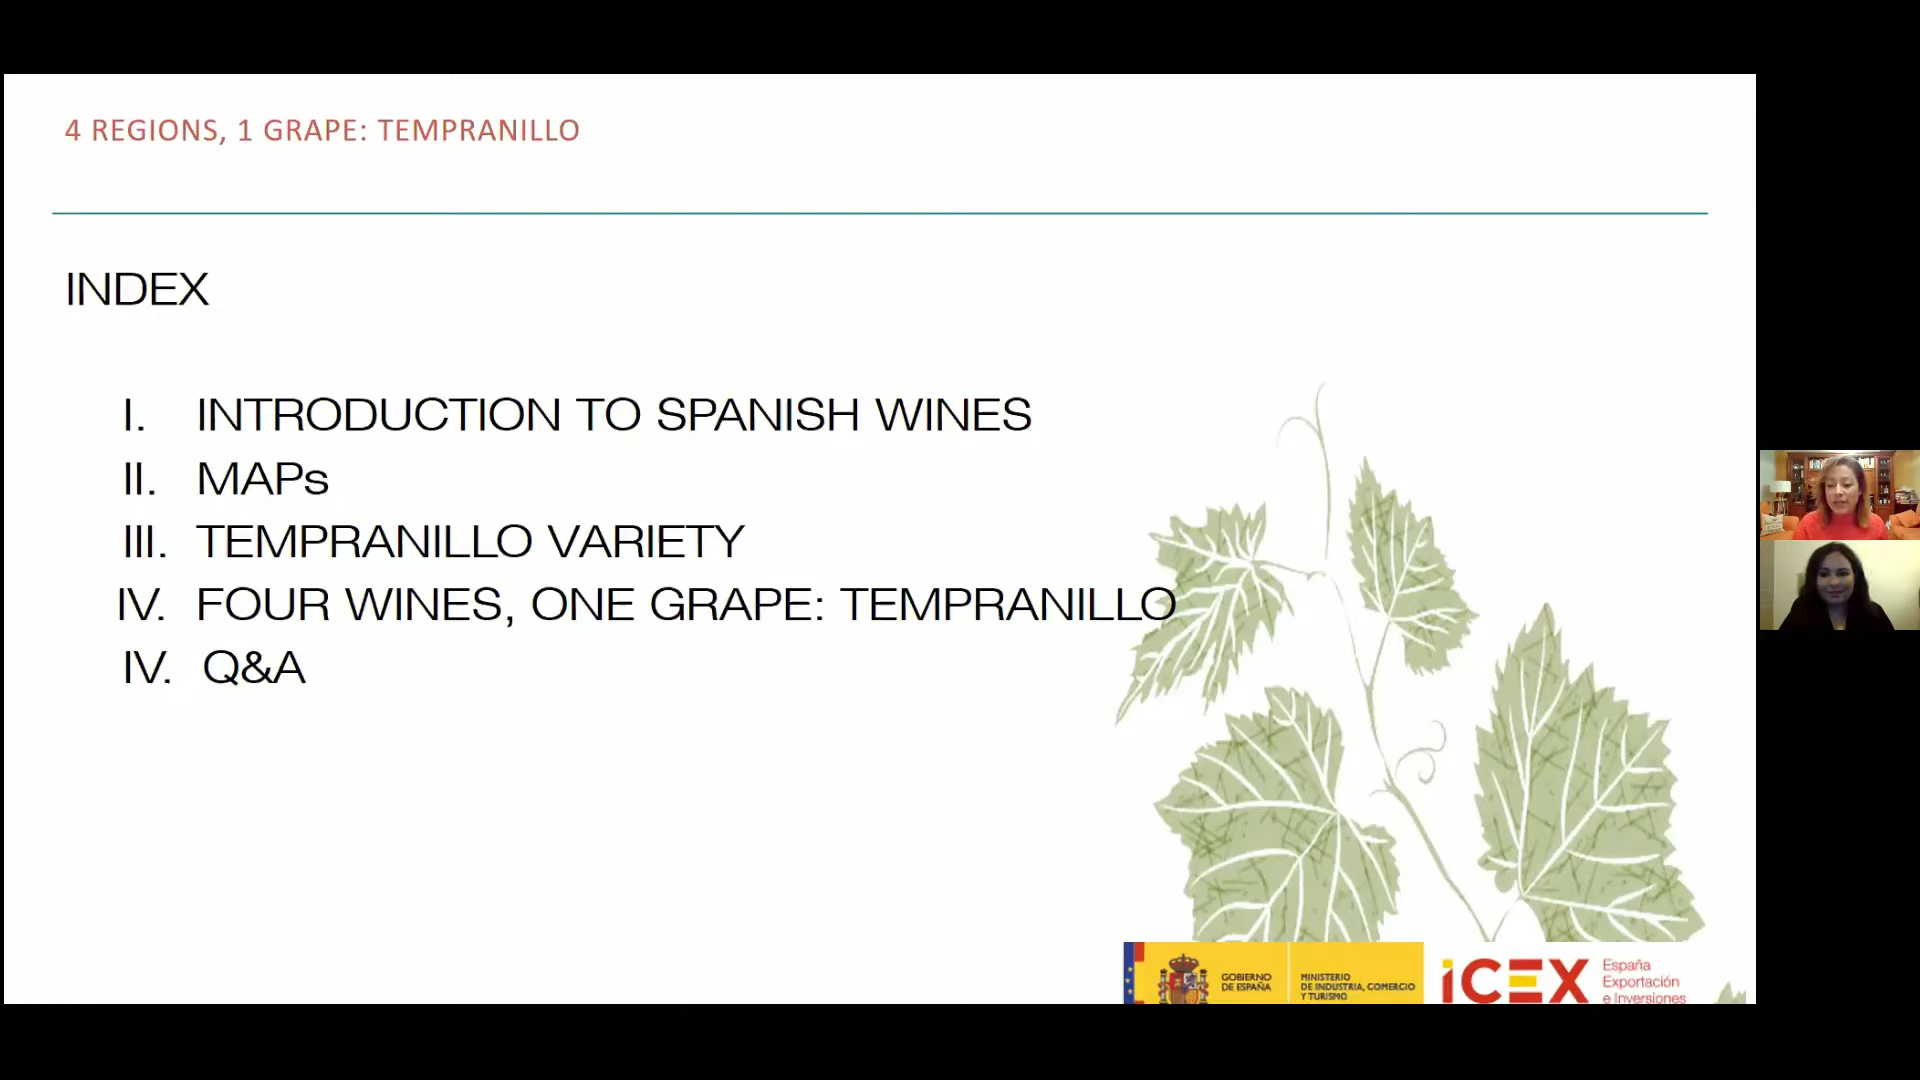 4 REGIONS, 1 GRAPE: TEMPRANILLO
INDEX
I. INTRODUCTION TO SPANISH WINES
II. MAPs
III. TEMPRANILLO VARIETY
IV. FOUR WINES, ONE GRAPE: TEMPRANILLO
IV. Q&A
GOBIERNO
DE ESPAÑA
MINISTERIO
DE INDUSTRIA, COMERCIO
Y TURISMO
iCEX
España
Exportación
e Inversiones